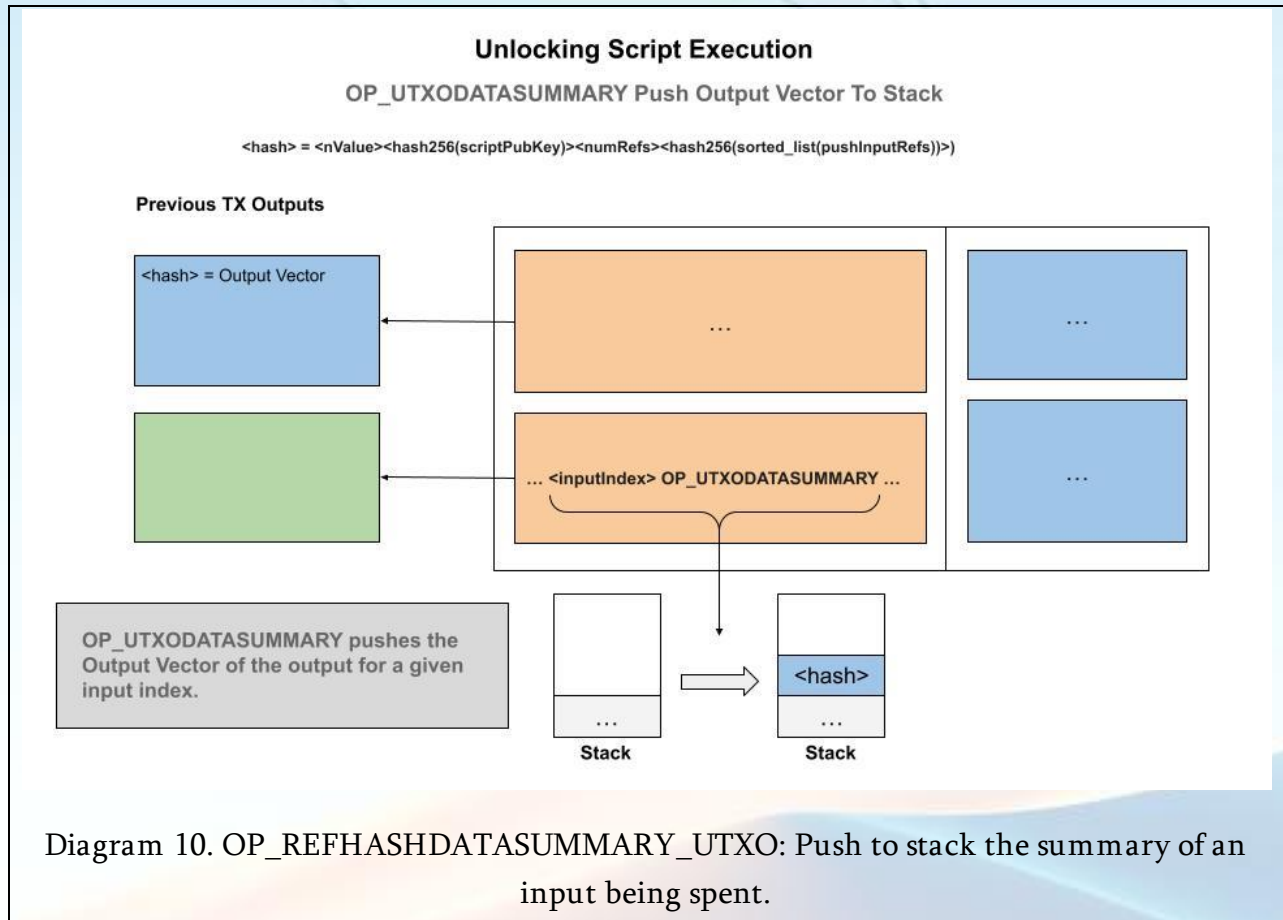 Unlocking Script Execution
OP_UTXODATASUMMARY Push Output Vector To Stack
<hash> = <nValue><hash256(scriptPubKey)><numRefs><hash256(sorted_list(pushInputRefs))>)
Previous TX Outputs
<hash> = Output Vector
...
...
... <inputIndex> OP_UTXODATASUMMARY ...
...
OP_UTXODATASUMMARY pushes the
Output Vector of the output for a given
input index.
<hash>
...
...
Stack
Stack
Diagram 10. OP_REFHASHDATASUMMARY_UTXO: Push to stack the summary of an
input being spent.